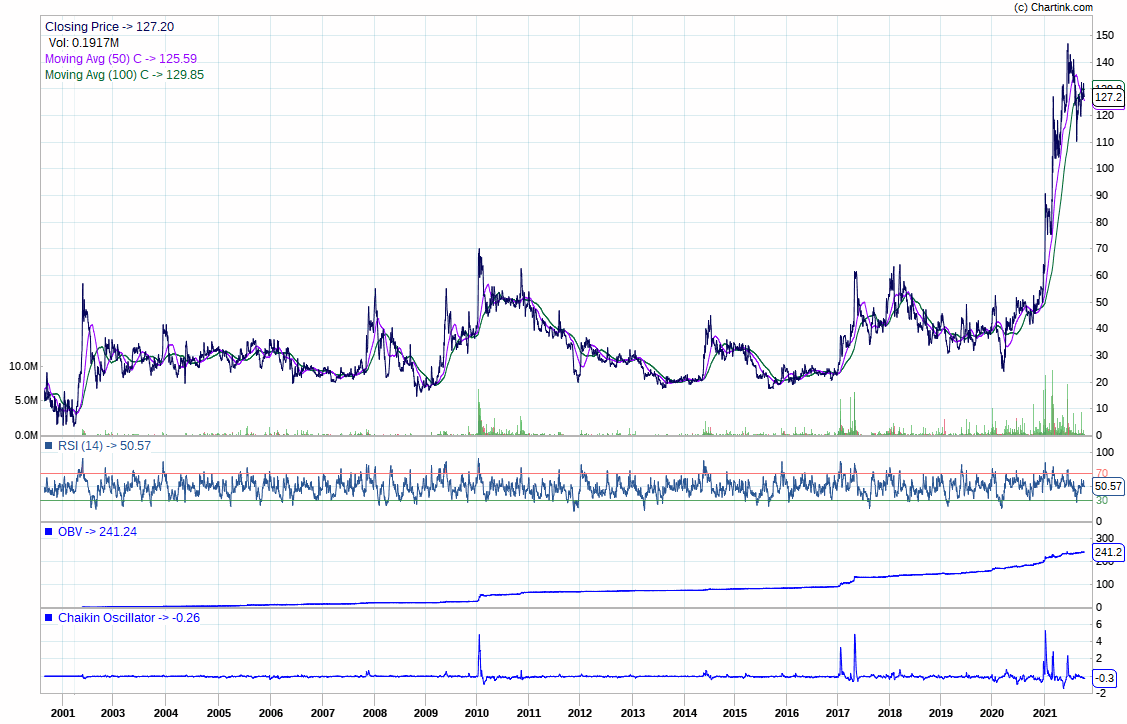 (c) Chartink.com
Closing Price -> 127.20
Vol: 0.1917M
Moving Avg (50) C -> 125.59
Moving Avg (100) C -> 129.85
150
140
127.2
120
110
100
90
80
70
60
50
40
30
20
10
0
10.0M
5.0M
0.0M
RSI (14) -> 50.57
100
70
50.57
30
0
OBV -> 241.24
300
241.2
200
100
0
Chaikin Oscillator -> -0.26
6
4
2
-0.3
-2
2001 2003 2004 2005 2006 2007 2008 2009 2010 2011 2012 2013 2014 2015 2016 2017 2018 2019 2020 2021